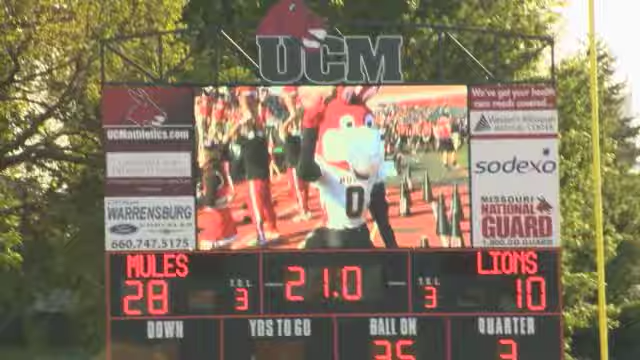 UCM
UCMathletics.com
WARRENSBURG
660.747.5175
We've got your health
care needs covered.
Western Missouri
MEDICAL CENTER
sodexo
MISSOURI
NATIONAL
GUARD
1-800-GO-GUARD
0
MULES
28
T.O.L.
3
21.0
T.O.L.
3
LIONS
10
DOWN
YDS TO GO
BALL ON
35
QUARTER
3